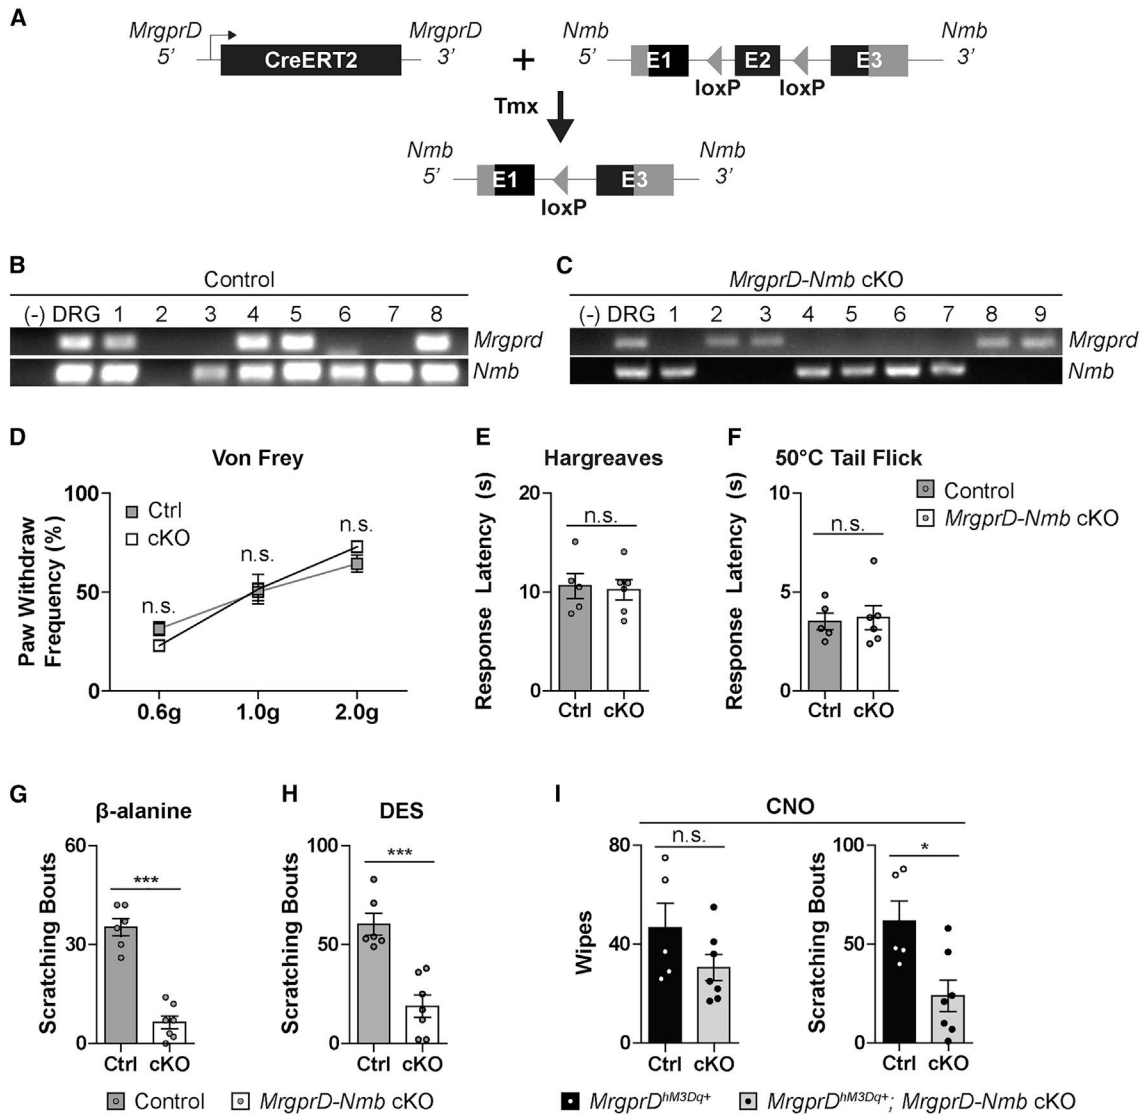 A
MrgprD MrgprD Nmb Nmb
5’ CreERT2 3’ + 5’ E1 E2 E3 3’
loxP loxP
Tmx
Nmb Nmb
5’ E1 E3 3’
loxP
B C
Control MrgprD-Nmb cKO
(-) DRG 1 2 3 4 5 6 7 8 (-) DRG 1 2 3 4 5 6 7 8 9
Mrgprd Mrgprd
Nmb Nmb
D E F
Von Frey
Paw Withdraw
Frequency (%)
100
50
0
Ctrl
cKO
n.s. n.s. n.s.
0.6g 1.0g 2.0g
Hargreaves
Response Latency (s)
20
10
0
n.s.
Ctrl cKO
50°C Tail Flick
Response Latency (s)
10
5
0
n.s.
Ctrl cKO
Control
MrgprD-Nmb cKO
G
β-alanine
Scratching Bouts
60
30
0
***
Ctrl cKO
H
DES
Scratching Bouts
100
50
0
***
Ctrl cKO
Control MrgprD-Nmb cKO
I
CNO
Wipes
80
40
0
n.s.
Ctrl cKO
Scratching Bouts
100
50
0
*
Ctrl cKO
MrgprDhM3Dq+ MrgprDhM3Dq+; MrgprD-Nmb cKO